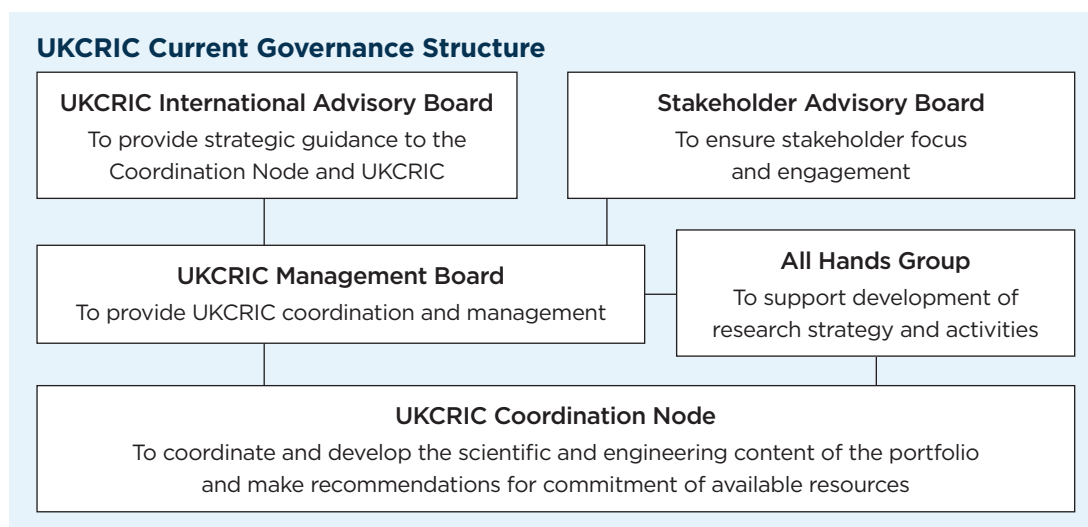 UKCRIC Current Governance Structure
UKCRIC International Advisory Board
To provide strategic guidance to the
Coordination Node and UKCRIC
Stakeholder Advisory Board
To ensure stakeholder focus
and engagement
UKCRIC Management Board
To provide UKCRIC coordination and management
All Hands Group
To support development of
research strategy and activities
UKCRIC Coordination Node
To coordinate and develop the scientific and engineering content of the portfolio
and make recommendations for commitment of available resources